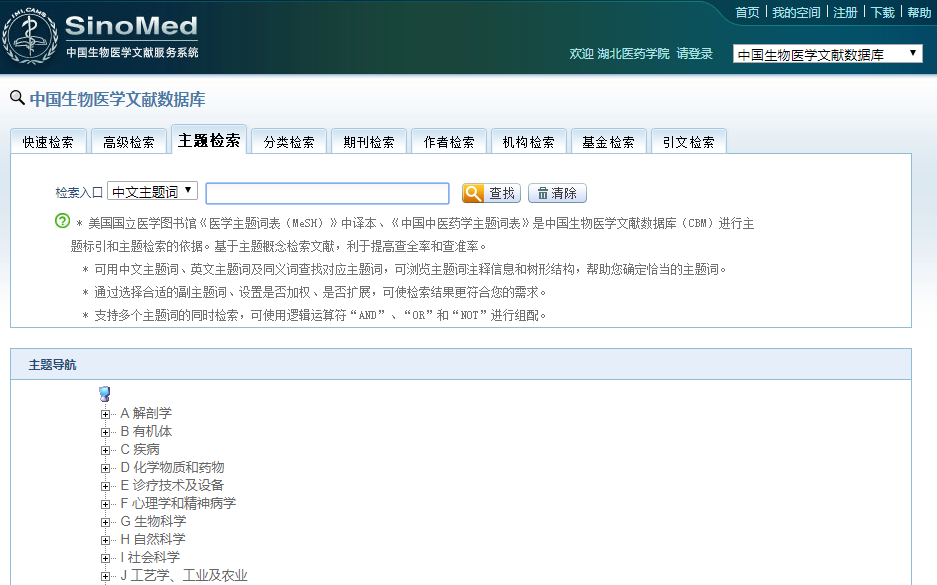 首页 | 我的空间 | 注册 | 下载 | 帮助
SinoMed
中国生物医学文献服务系统
欢迎 湖北医药学院 请登录
中国生物医学文献数据库
中国生物医学文献数据库
快速检索 高级检索 主题检索 分类检索 期刊检索 作者检索 机构检索 基金检索 引文检索
检索入口 中文主题词 查找 清除
* 美国国立医学图书馆《医学主题词表（MeSH）》中译本、《中国中医药学主题词表》是中国生物医学文献数据库（CBM）进行主
题标引和主题检索的依据。基于主题概念检索文献，利于提高查全率和查准率。
* 可用中文主题词、英文主题词及同义词查找对应主题词，可浏览主题词注释信息和树形结构，帮助您确定恰当的主题词。
* 通过选择合适的副主题词、设置是否加权、是否扩展，可使检索结果更符合您的需求。
* 支持多个主题词的同时检索，可使用逻辑运算符“AND”、“OR”和“NOT”进行组配。
主题导航
A 解剖学
B 有机体
C 疾病
D 化学物质和药物
E 诊疗技术及设备
F 心理学和精神病学
G 生物科学
H 自然科学
I 社会科学
J 工艺学、工业及农业